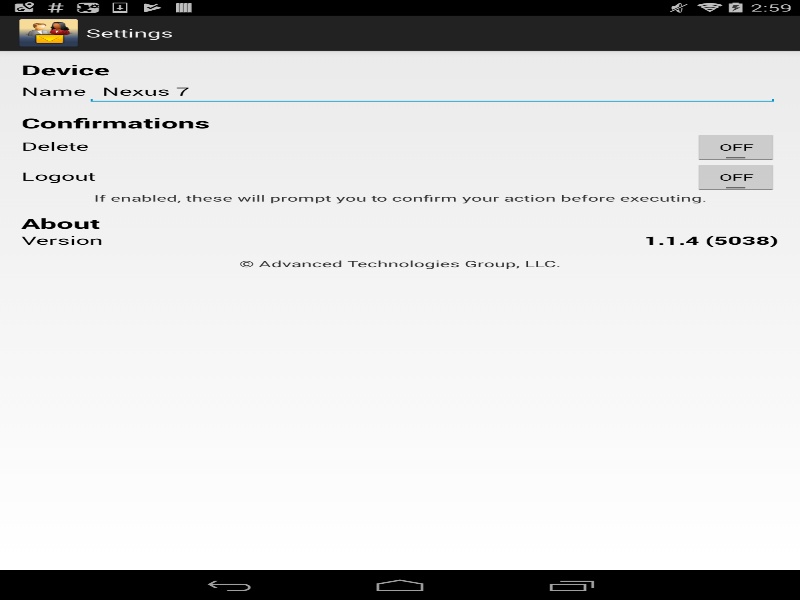 2:59
Settings
Device
Name Nexus 7
Confirmations
Delete OFF
Logout OFF
If enabled, these will prompt you to confirm your action before executing.
About
Version 1.1.4 (5038)
© Advanced Technologies Group, LLC.